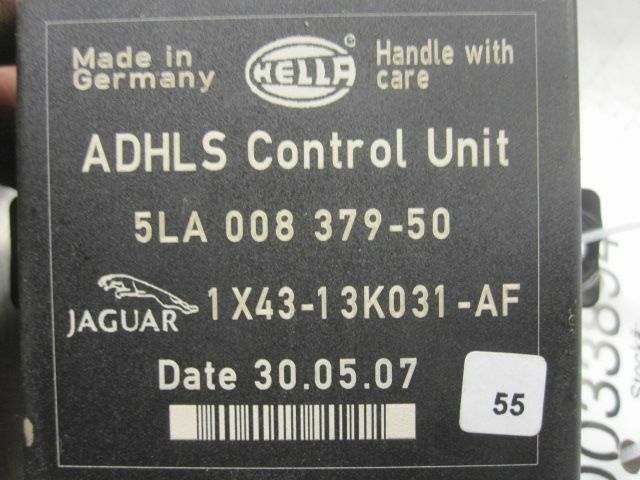 Made in
Germany
HELLA
®
Handle with
care
ADHLS Control Unit
5LA 008 379-50
JAGUAR
1X43-13K031-AF
Date 30.05.07
55
0033894